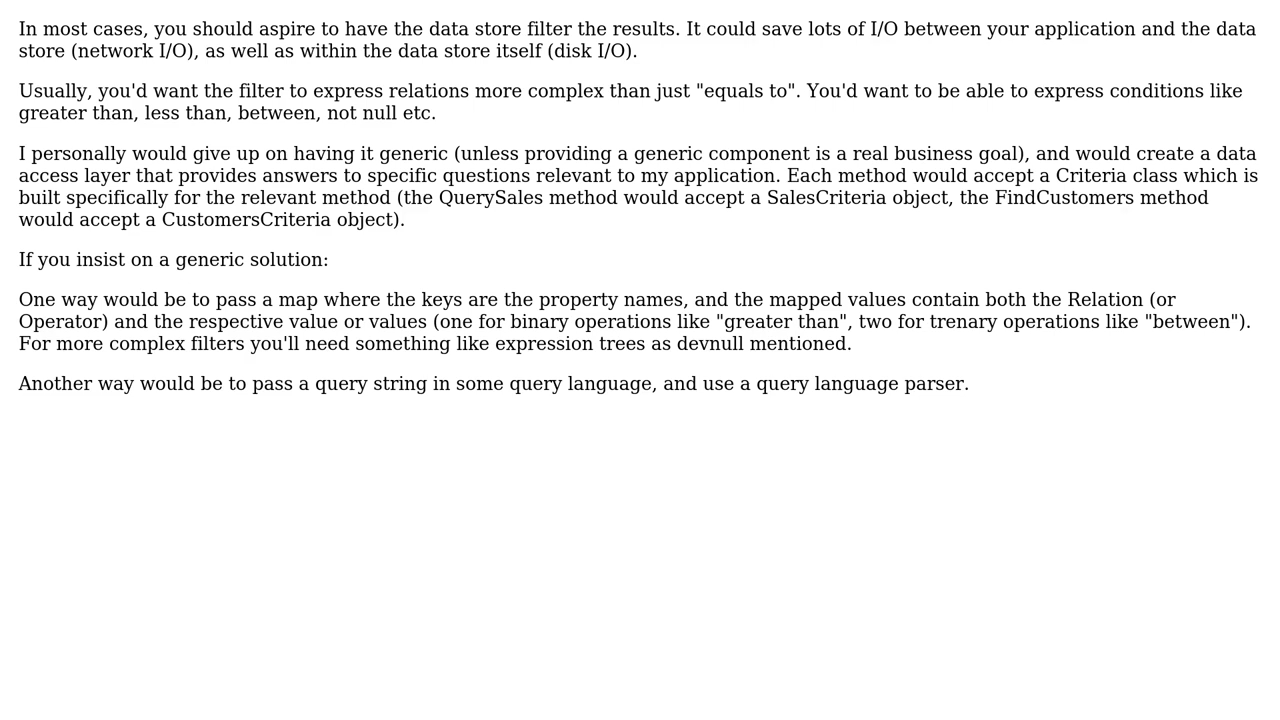 In most cases, you should aspire to have the data store filter the results. It could save lots of I/O between your application and the data
store (network I/O), as well as within the data store itself (disk I/O).
Usually, you'd want the filter to express relations more complex than just "equals to". You'd want to be able to express conditions like
greater than, less than, between, not null etc.
I personally would give up on having it generic (unless providing a generic component is a real business goal), and would create a data
access layer that provides answers to specific questions relevant to my application. Each method would accept a Criteria class which is
built specifically for the relevant method (the QuerySales method would accept a SalesCriteria object, the FindCustomers method
would accept a CustomersCriteria object).
If you insist on a generic solution:
One way would be to pass a map where the keys are the property names, and the mapped values contain both the Relation (or
Operator) and the respective value or values (one for binary operations like "greater than", two for trenary operations like "between").
For more complex filters you'll need something like expression trees as devnull mentioned.
Another way would be to pass a query string in some query language, and use a query language parser.